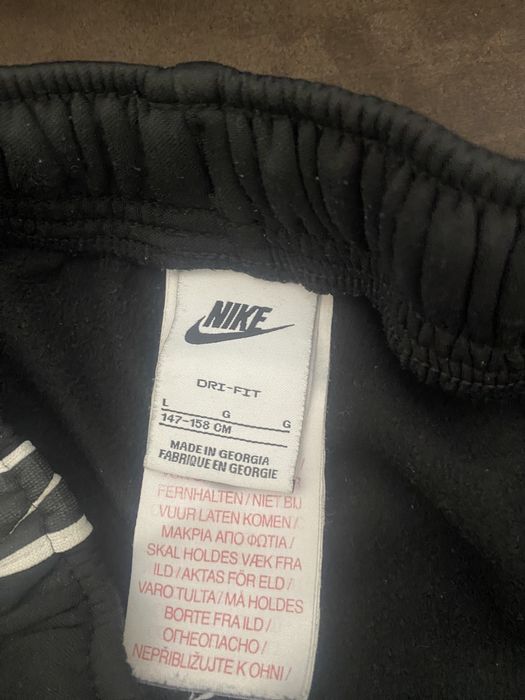 NIKE
DRI-FIT
L G G
147-158 CM
MADE IN GEORGIA
FABRIQUE EN GEORGIE
FERNHALTEN / NIET BIJ
VUUR LATEN KOMEN /
ΜΑΚΡΙΑ ΑΠΟ ΦΩΤΙΑ /
SKAL HOLDES VÆK FRA
ILD / AKTAS FÖR ELD /
VARO TULTA / MÅ HOLDES
BORTE FRA ILD /
ОГНЕОПАСНО /
NEPŘIBLIŽUJTE K OHNI /